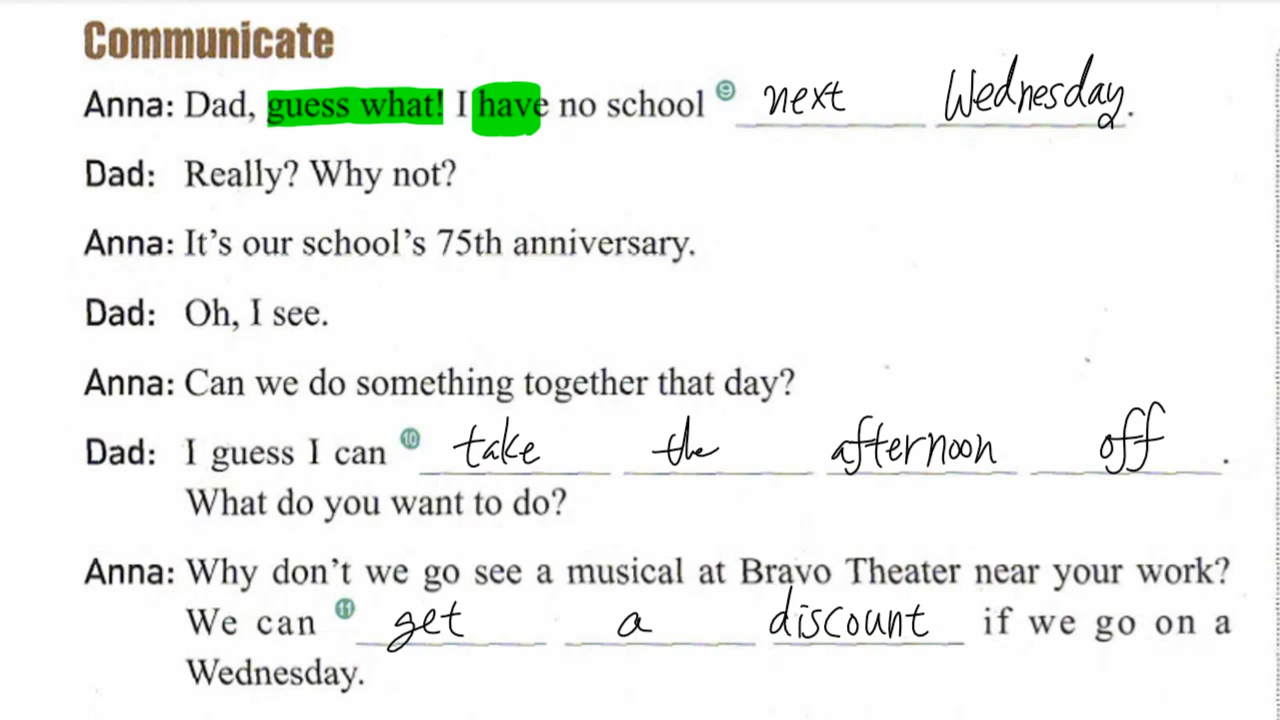 Communicate
Anna: Dad, guess what! I have no school ⑨ next Wednesday.
Dad: Really? Why not?
Anna: It's our school's 75th anniversary.
Dad: Oh, I see.
Anna: Can we do something together that day?
Dad: I guess I can ⑩ take the afternoon off.
What do you want to do?
Anna: Why don't we go see a musical at Bravo Theater near your work?
We can ⑪ get a discount if we go on a
Wednesday.